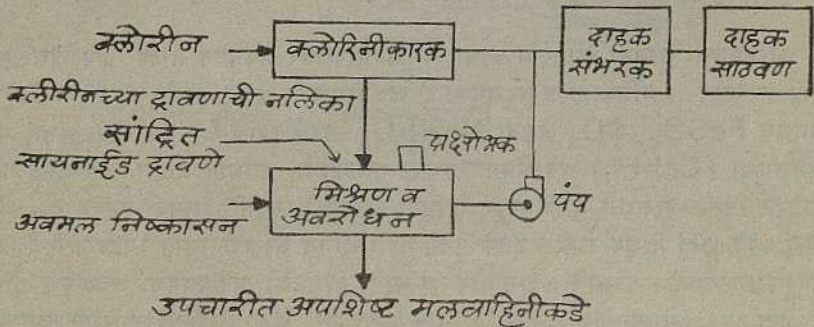 क्लोरीन
क्लोरिनीकारक
दाहक
संभरक
दाहक
साठवण
क्लीरीनच्या द्रावणाची नलिका
सांद्रित
सायनाईड द्रावणे
प्रक्षोभक
मिश्रण व
अवरोधन
पंप
अवमल निष्कासन
उपचारीत अपशिष्ट मलवाहिनीकडे